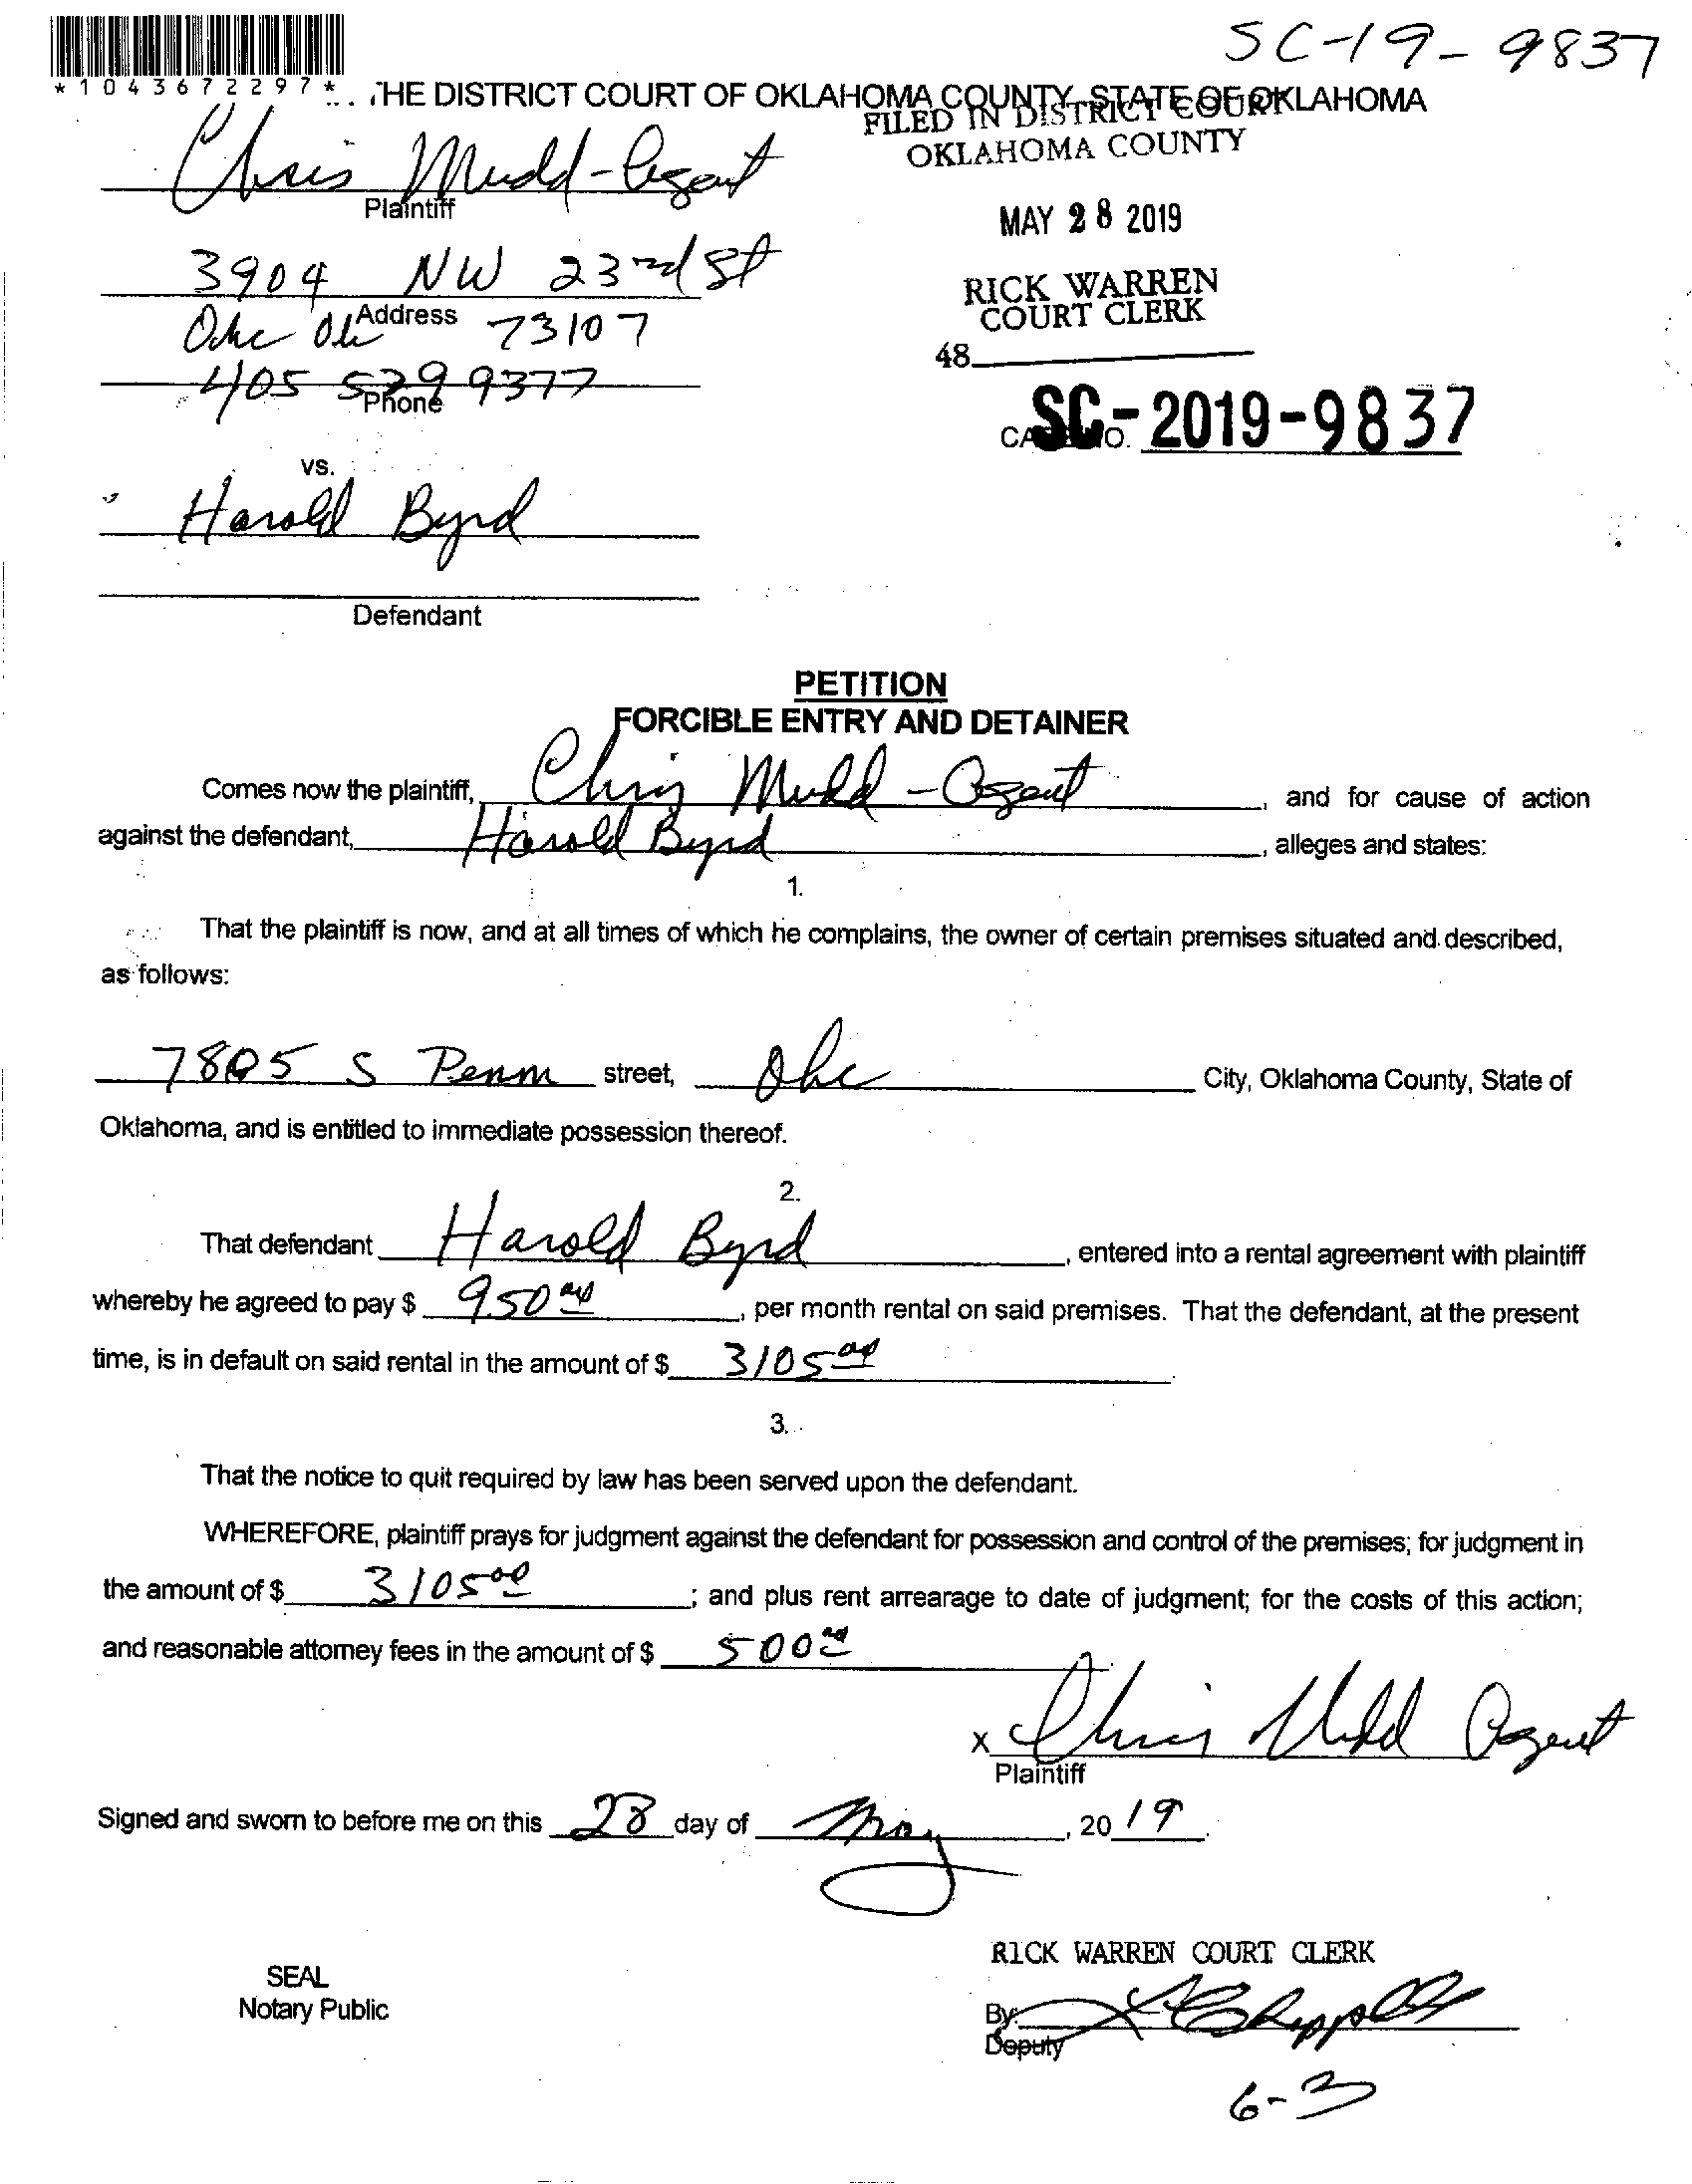 SC-19-9837
*1043672297*
THE DISTRICT COURT OF OKLAHOMA COUNTY, STATE OF OKLAHOMA
FILED IN DISTRICT COURT
OKLAHOMA COUNTY
Chris Mudd-Agent
Plaintiff
MAY 28 2019
3904 NW 23rd St
Address
RICK WARREN
COURT CLERK
Okc Ok 73107
48
405 529 9377
Phone
CASE NO. SC-2019-9837
vs.
Harold Byrd
Defendant
PETITION
FORCIBLE ENTRY AND DETAINER
Comes now the plaintiff, Chris Mudd - Agent, and for cause of action
against the defendant, Harold Byrd, alleges and states:
1.
That the plaintiff is now, and at all times of which he complains, the owner of certain premises situated and described,
as follows:
7805 S Penn street, Okc City, Oklahoma County, State of
Oklahoma, and is entitled to immediate possession thereof.
2.
That defendant Harold Byrd, entered into a rental agreement with plaintiff
whereby he agreed to pay $ 950 00, per month rental on said premises. That the defendant, at the present
time, is in default on said rental in the amount of $ 3105 00
3.
That the notice to quit required by law has been served upon the defendant.
WHEREFORE, plaintiff prays for judgment against the defendant for possession and control of the premises; for judgment in
the amount of $ 3105 00; and plus rent arrearage to date of judgment; for the costs of this action;
and reasonable attorney fees in the amount of $ 500 00
x Chris Mudd Agent
Plaintiff
Signed and sworn to before me on this 28 day of May, 20 19.
RICK WARREN COURT CLERK
SEAL
Notary Public
By:
Deputy
6-3